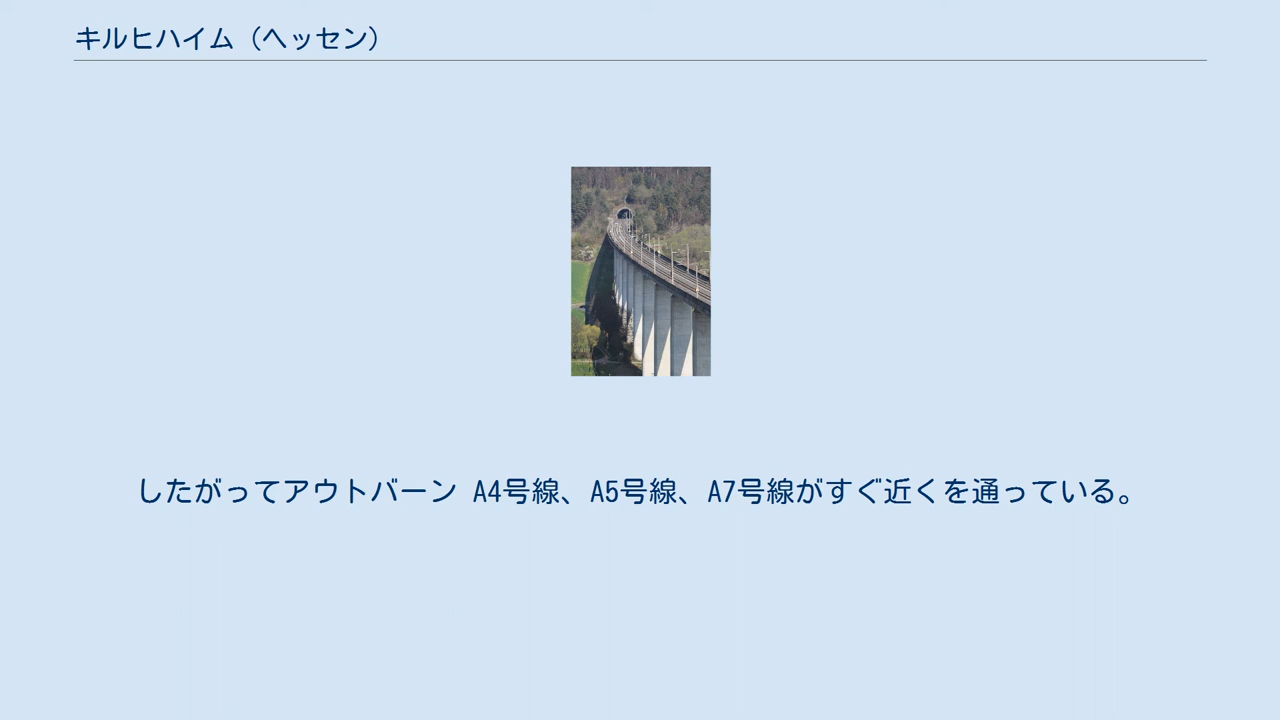 キルヒハイム（ヘッセン）
したがってアウトバーン A4号線、A5号線、A7号線がすぐ近くを通っている。